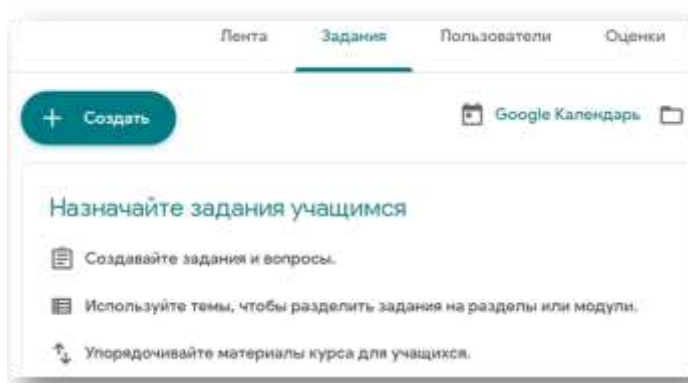 Лента Задания Пользователи Оценки
+ Создать Google Календарь
Назначайте задания учащимся
Создавайте задания и вопросы.
Используйте темы, чтобы разделить задания на разделы или модули.
Упорядочивайте материалы курса для учащихся.